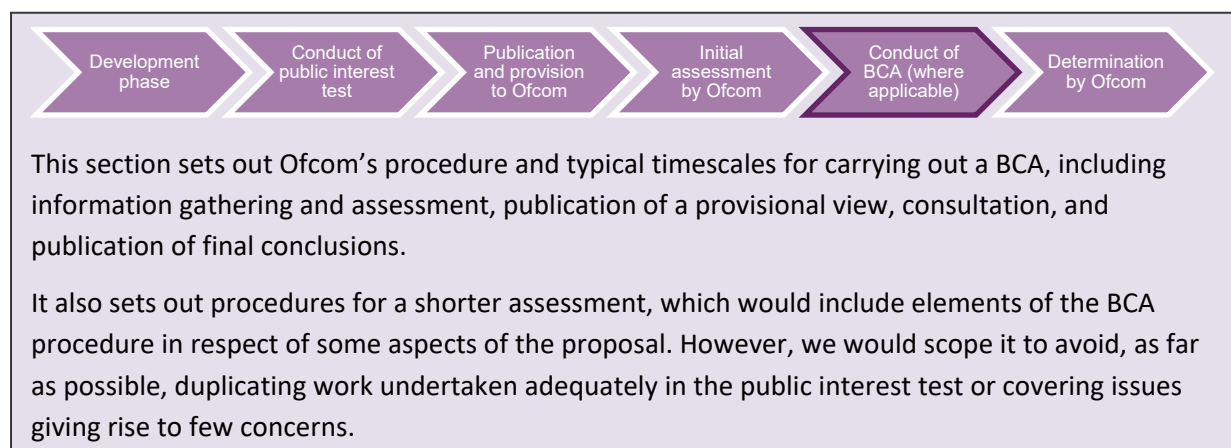 Development
phase
Conduct of
public interest
test
Publication
and provision
to Ofcom
Initial
assessment
by Ofcom
Conduct of
BCA (where
applicable)
Determination
by Ofcom
This section sets out Ofcom’s procedure and typical timescales for carrying out a BCA, including
information gathering and assessment, publication of a provisional view, consultation, and
publication of final conclusions.
It also sets out procedures for a shorter assessment, which would include elements of the BCA
procedure in respect of some aspects of the proposal. However, we would scope it to avoid, as far
as possible, duplicating work undertaken adequately in the public interest test or covering issues
giving rise to few concerns.